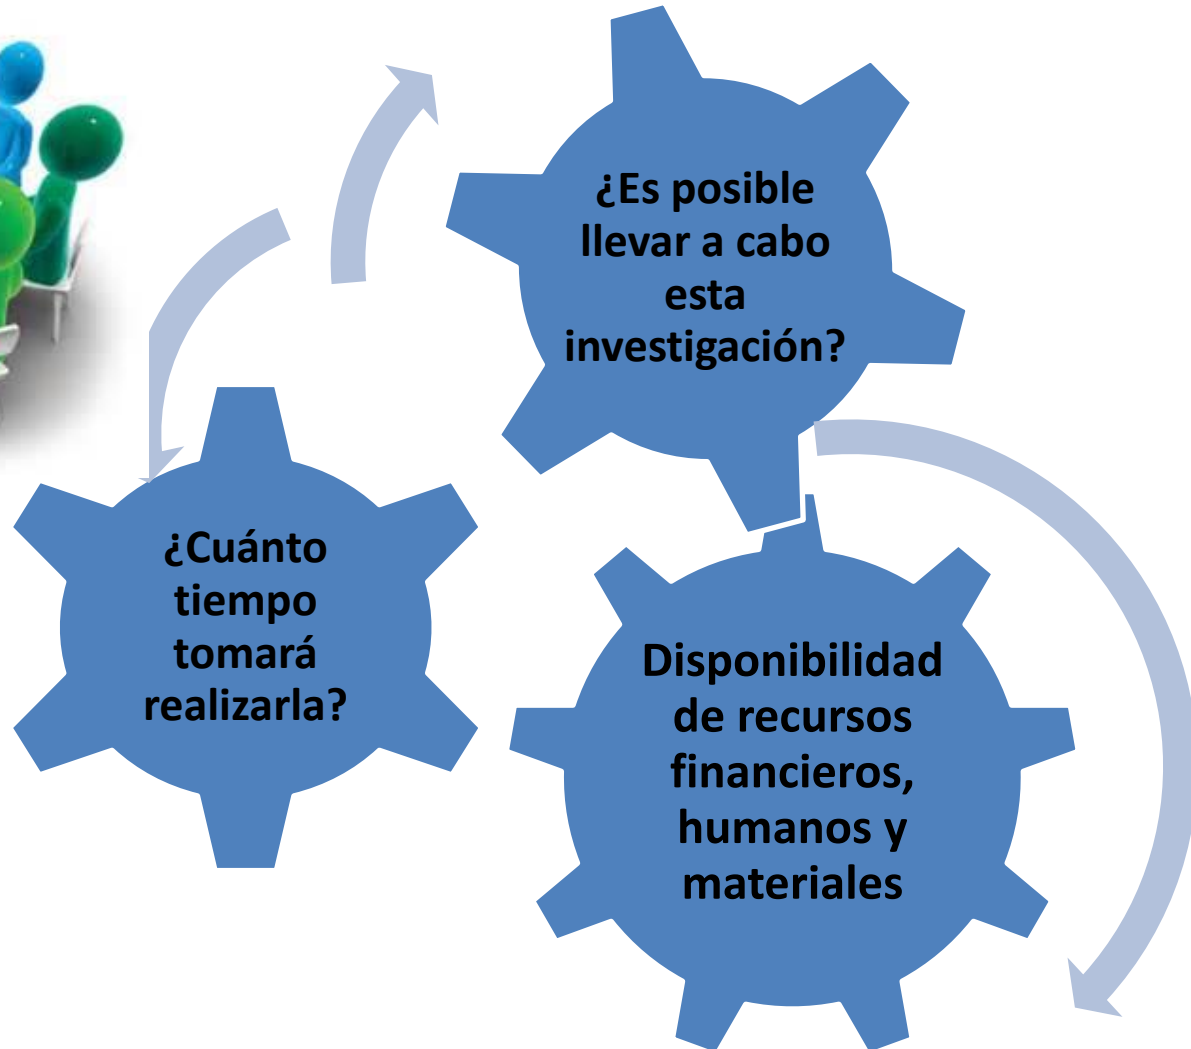 ¿Es posible
llevar a cabo
esta
investigación?
¿Cuánto
tiempo
tomará
realizarla?
Disponibilidad
de recursos
financieros,
humanos y
materiales